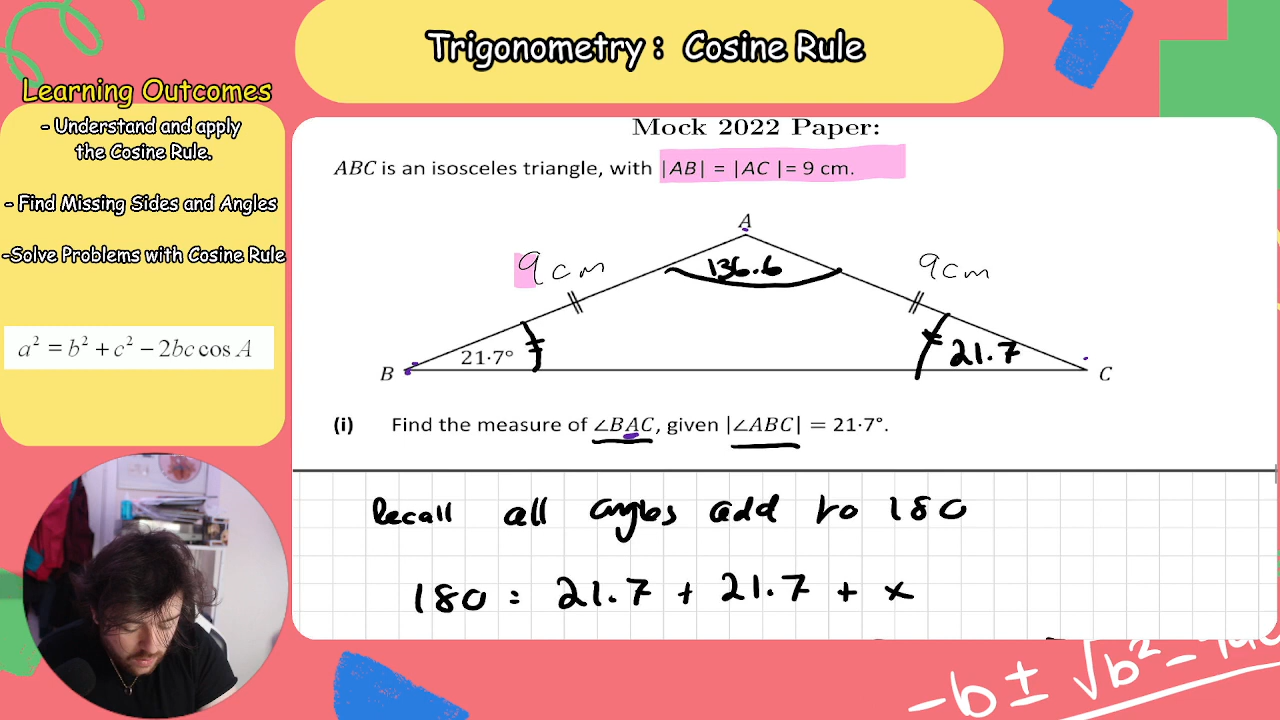 Trigonometry : Cosine Rule
Learning Outcomes
- Understand and apply
the Cosine Rule.
- Find Missing Sides and Angles
-Solve Problems with Cosine Rule
a² = b² + c² − 2bc cos A
Mock 2022 Paper:
ABC is an isosceles triangle, with |AB| = |AC |= 9 cm.
A
136.6
9cm
9cm
21·7°
21.7
B
C
(i) Find the measure of ∠BAC, given |∠ABC| = 21·7°.
Recall all angles add to 180
180 = 21.7 + 21.7 + x
-b ± √b² - 4ac